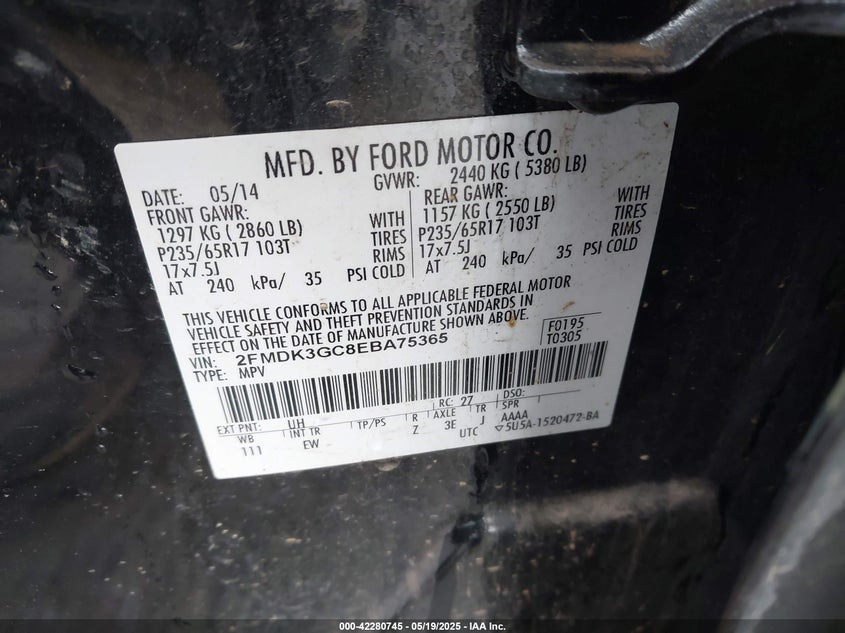 MFD. BY FORD MOTOR CO.
DATE: 05/14 GVWR: 2440 KG ( 5380 LB)
FRONT GAWR: REAR GAWR:
1297 KG ( 2860 LB) WITH 1157 KG ( 2550 LB) WITH
P235/65R17 103T TIRES P235/65R17 103T TIRES
17x7.5J RIMS 17x7.5J RIMS
AT 240 kPa/ 35 PSI COLD AT 240 kPa/ 35 PSI COLD
THIS VEHICLE CONFORMS TO ALL APPLICABLE FEDERAL MOTOR
VEHICLE SAFETY AND THEFT PREVENTION STANDARDS IN
EFFECT ON THE DATE OF MANUFACTURE SHOWN ABOVE.
VIN: 2FMDK3GC8EBA75365 F0195
TYPE: MPV T0305
RC: 27 DSO:
EXT PNT: UH
WB INT TR TP/PS R AXLE TR SPR
111 EW Z 3E J AAAA
UTC ▽5U5A-1520472-BA
000-42280745 - 05/19/2025 - IAA Inc.